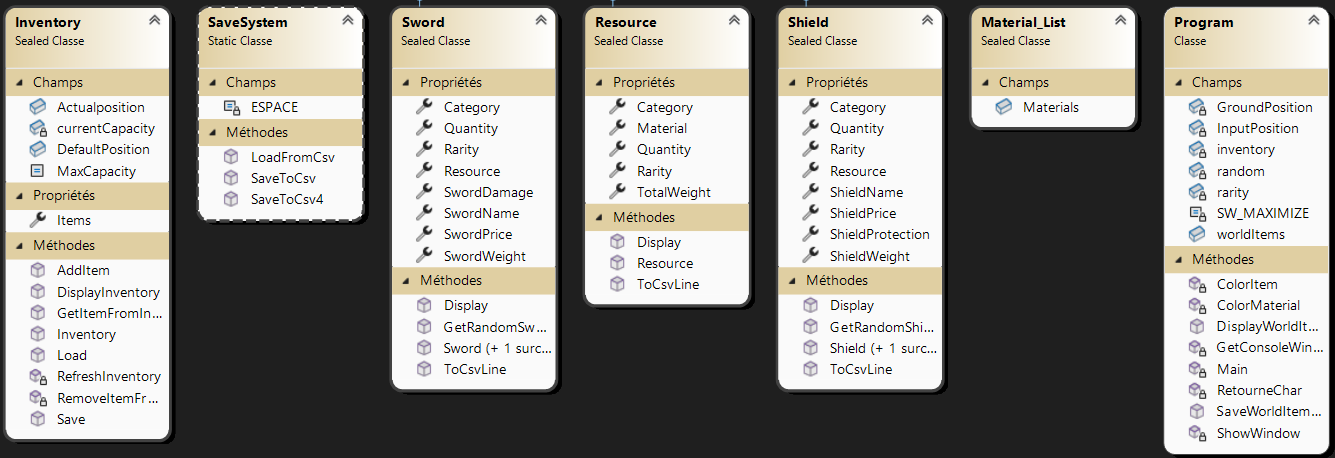 Inventory
Sealed Classe
Champs
Actualposition
currentCapacity
DefaultPosition
MaxCapacity
Propriétés
Items
Méthodes
AddItem
DisplayInventory
GetItemFromIn...
Inventory
Load
RefreshInventory
RemoveItemFr...
Save
SaveSystem
Static Classe
Champs
ESPACE
Méthodes
LoadFromCsv
SaveToCsv
SaveToCsv4
Sword
Sealed Classe
Propriétés
Category
Quantity
Rarity
Resource
SwordDamage
SwordName
SwordPrice
SwordWeight
Méthodes
Display
GetRandomSw...
Sword (+ 1 surc...
ToCsvLine
Resource
Sealed Classe
Propriétés
Category
Material
Quantity
Rarity
TotalWeight
Méthodes
Display
Resource
ToCsvLine
Shield
Sealed Classe
Propriétés
Category
Quantity
Rarity
Resource
ShieldName
ShieldPrice
ShieldProtection
ShieldWeight
Méthodes
Display
GetRandomShi...
Shield (+ 1 surc...
ToCsvLine
Material_List
Sealed Classe
Champs
Materials
Program
Classe
Champs
GroundPosition
InputPosition
inventory
random
rarity
SW_MAXIMIZE
worldItems
Méthodes
ColorItem
ColorMaterial
DisplayWorldIt...
GetConsoleWin...
Main
RetourneChar
SaveWorldItem...
ShowWindow